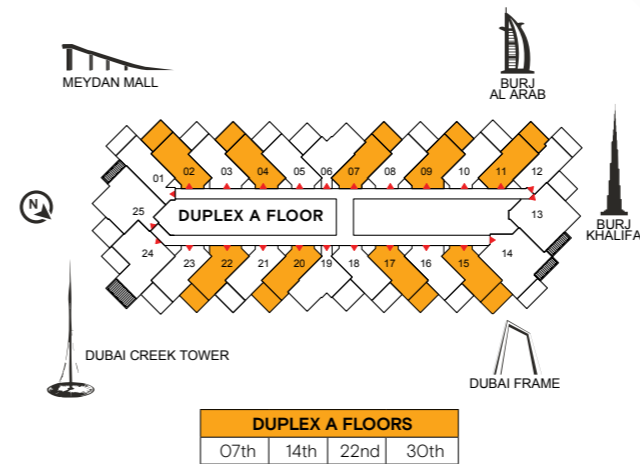 MEYDAN MALL
BURJ
AL ARAB
01
02
03
04
05
06
07
08
09
10
11
12
N
25
DUPLEX A FLOOR
13
BURJ
KHALIFA
24
23
22
21
20
19
18
17
16
15
14
DUBAI CREEK TOWER
DUBAI FRAME
DUPLEX A FLOORS
07th 14th 22nd 30th